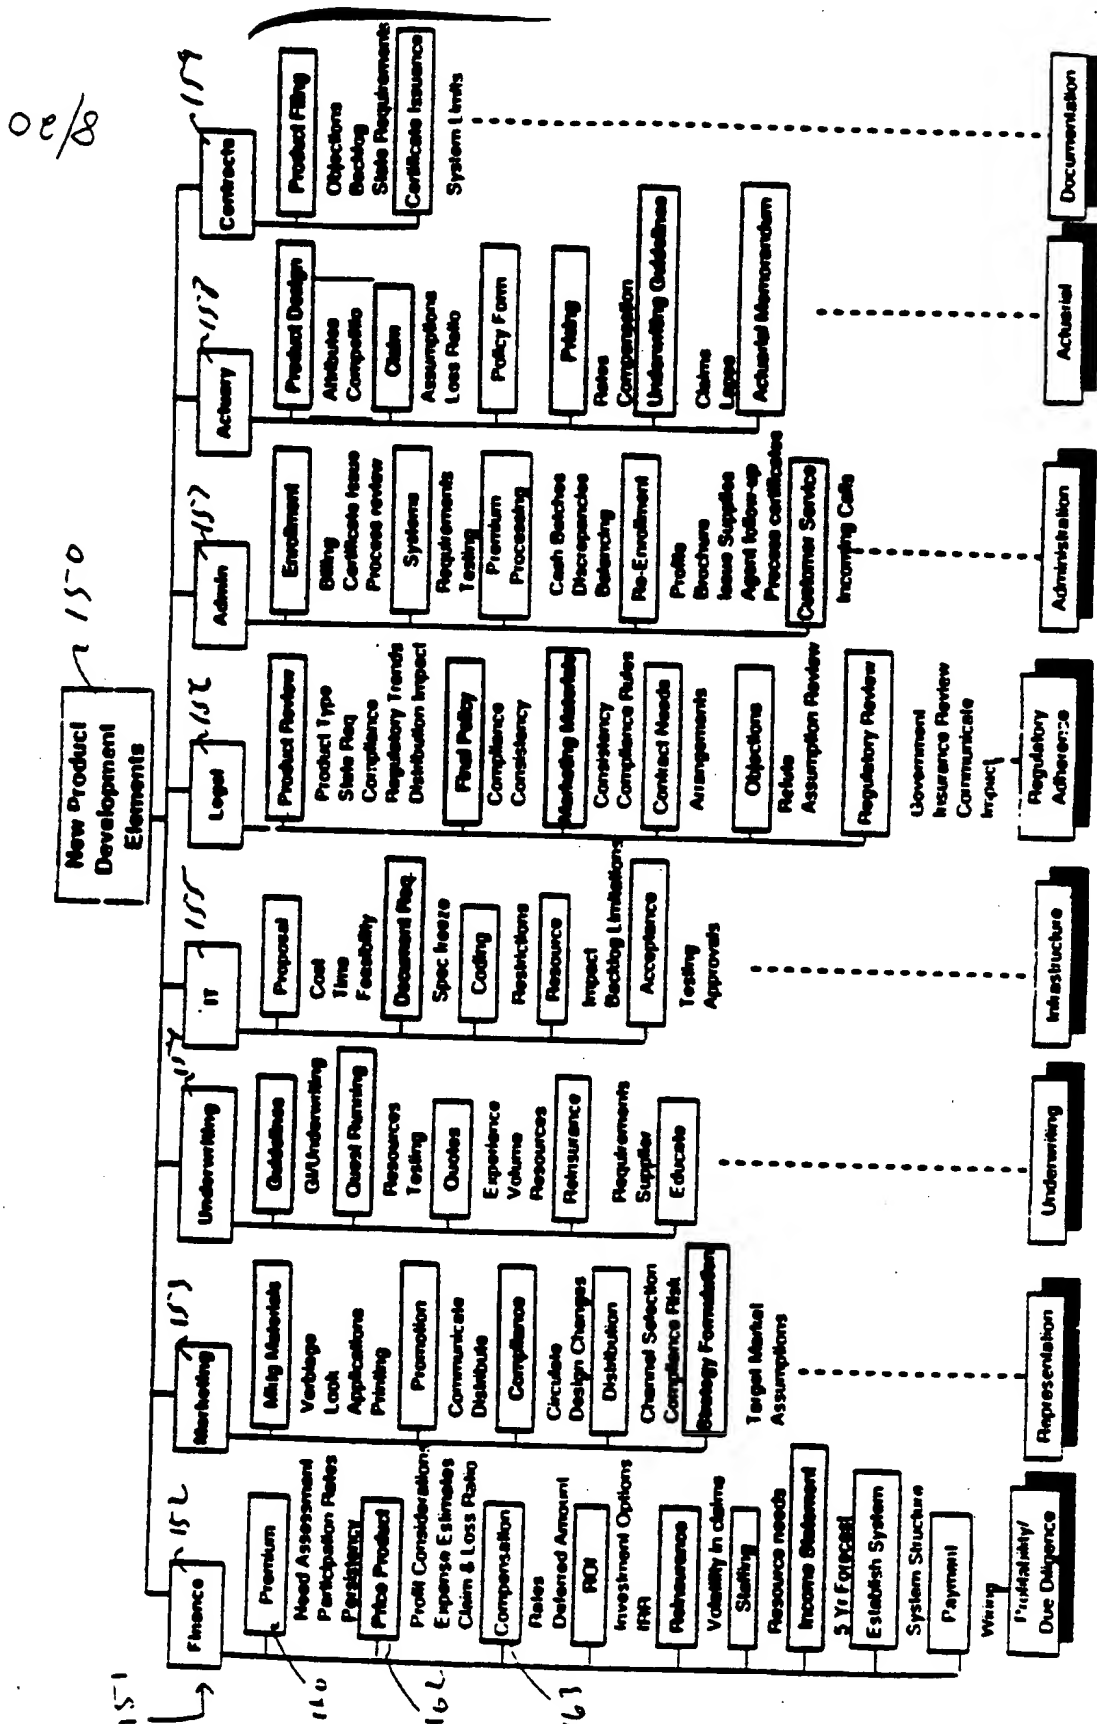 8/20
New Product
Development
Elements
150
151
Finance
152
Premium
Need Assessment
Participation Rates
Persistency
160
Price Product
Profit Considerations
Expense Estimates
Claim & Loss Ratio
162
Compensation
Rates
Deferred Amount
163
ROI
Investment Options
IRR
Reinsurance
Volatility in claims
Staffing
Resource needs
Income Statement
5 Yr Forecast
Establish System
System Structure
Payment
Wiring
Profitability/
Due Diligence
Marketing
153
Mktg Materials
Verbiage
Look
Applications
Printing
Promotion
Communicate
Distribute
Compliance
Circulate
Design Changes
Distribution
Channel Selection
Compliance Risk
Strategy Formulation
Target Market
Assumptions
Representation
Underwriting
154
Guidelines
GI/Underwriting
Quest Running
Resources
Testing
Quotes
Experience
Volume
Resources
Reinsurance
Requirements
Supplier
Educate
Underwriting
IT
155
Proposal
Cost
Time
Feasibility
Document Req.
Spec freeze
Coding
Restrictions
Resource
Impact
Backlog Limitations
Acceptance
Testing
Approvals
Infrastructure
Legal
156
Product Review
Product Type
State Req
Compliance
Regulatory Trends
Distribution Impact
Final Policy
Compliance
Consistency
Marketing Materials
Consistency
Compliance Rules
Contract Needs
Arrangements
Objections
Refute
Assumption Review
Regulatory Review
Government
Insurance Review
Communicate
Impact
Regulatory
Adherence
Admin
157
Enrollment
Billing
Certificate Issue
Process review
Systems
Requirements
Testing
Premium
Processing
Cash Batches
Discrepancies
Balancing
Re-Enrollment
Profile
Brochure
Issue Supplies
Agent follow-up
Process certificates
Customer Service
Incoming Calls
Administration
Actuary
158
Product Design
Attributes
Competitio
Claim
Assumptions
Loss Ratio
Policy Form
Pricing
Rates
Compensation
Underwriting Guidelines
Claims
Lapse
Actuarial Memorandum
Actuarial
Contracts
159
Product Filing
Objections
Backlog
State Requirements
Certificate Issuance
System Limits
Documentation